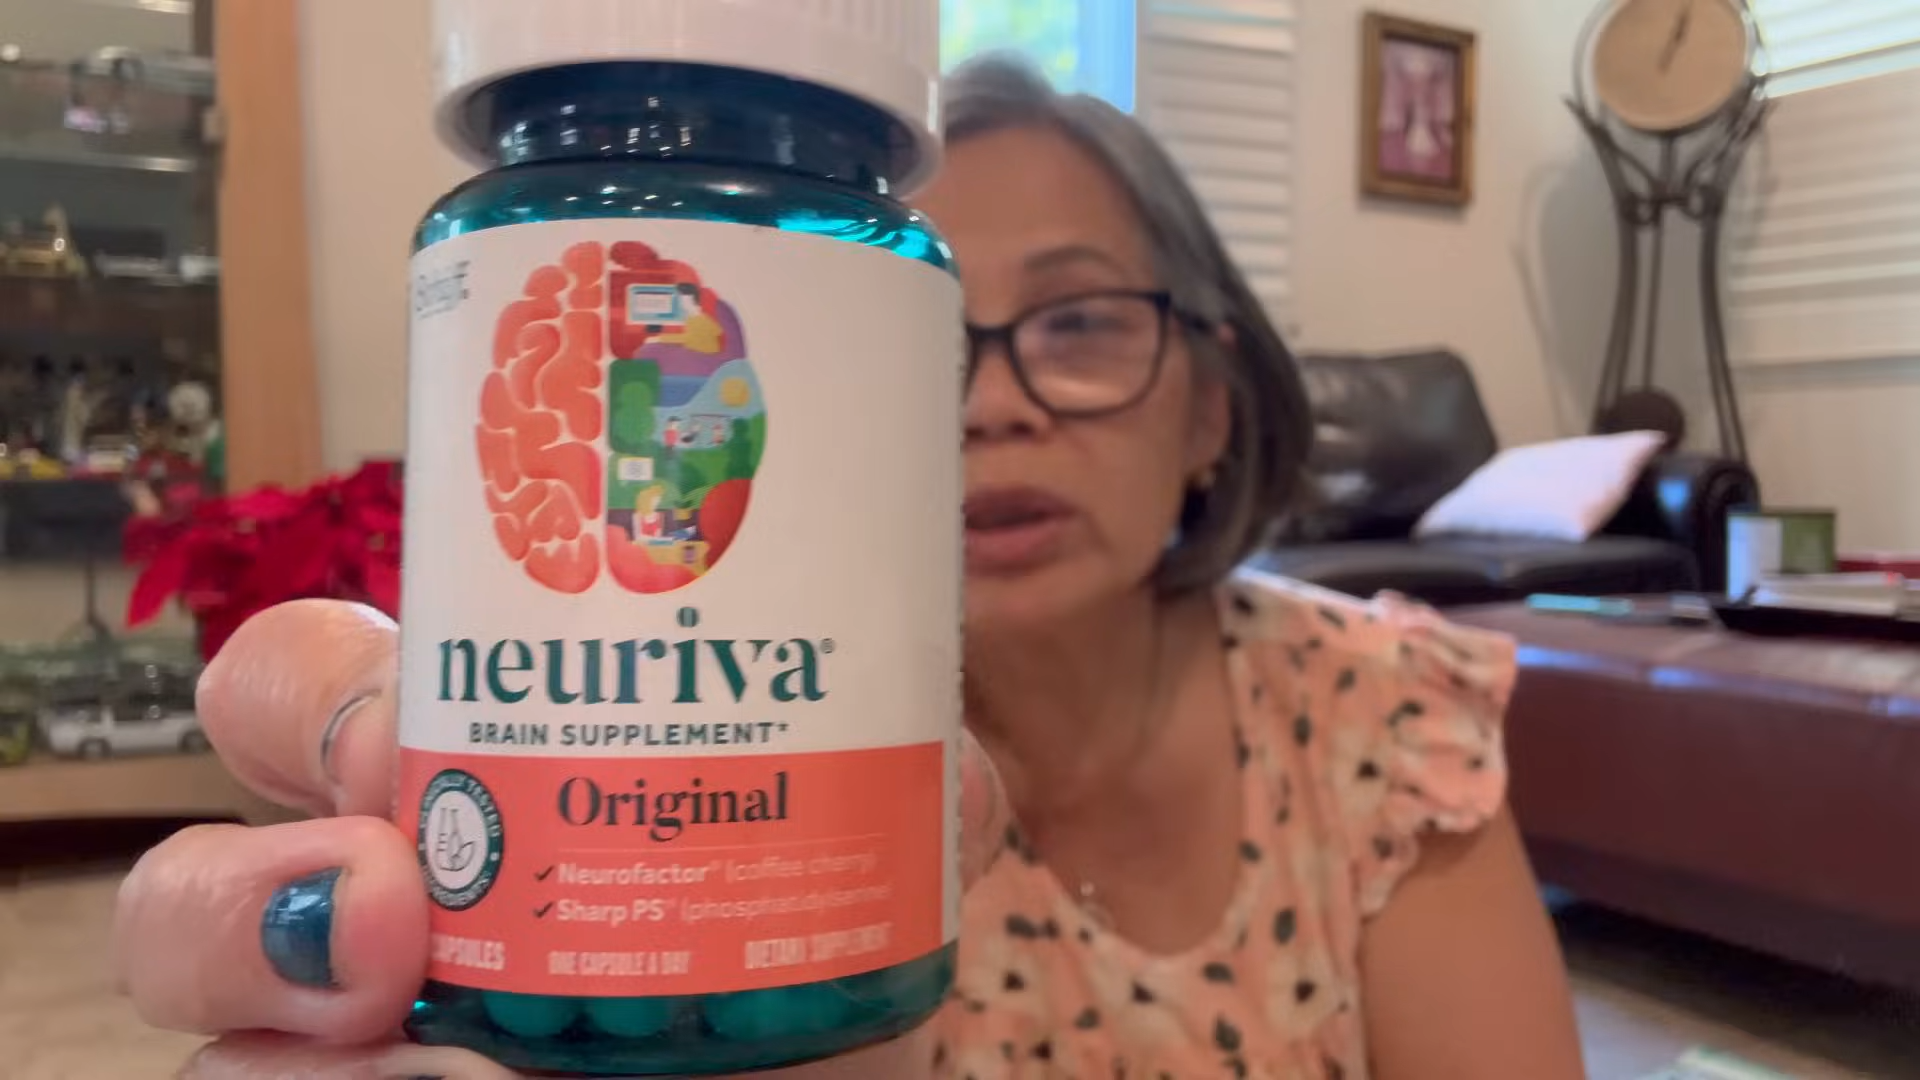 neuriva®
BRAIN SUPPLEMENT*
Original
✓ Neurofactor® (coffee cherry)
✓ Sharp PS® (phosphatidylserine)
CAPSULES
ONE CAPSULE A DAY
DIETARY SUPPLEMENT